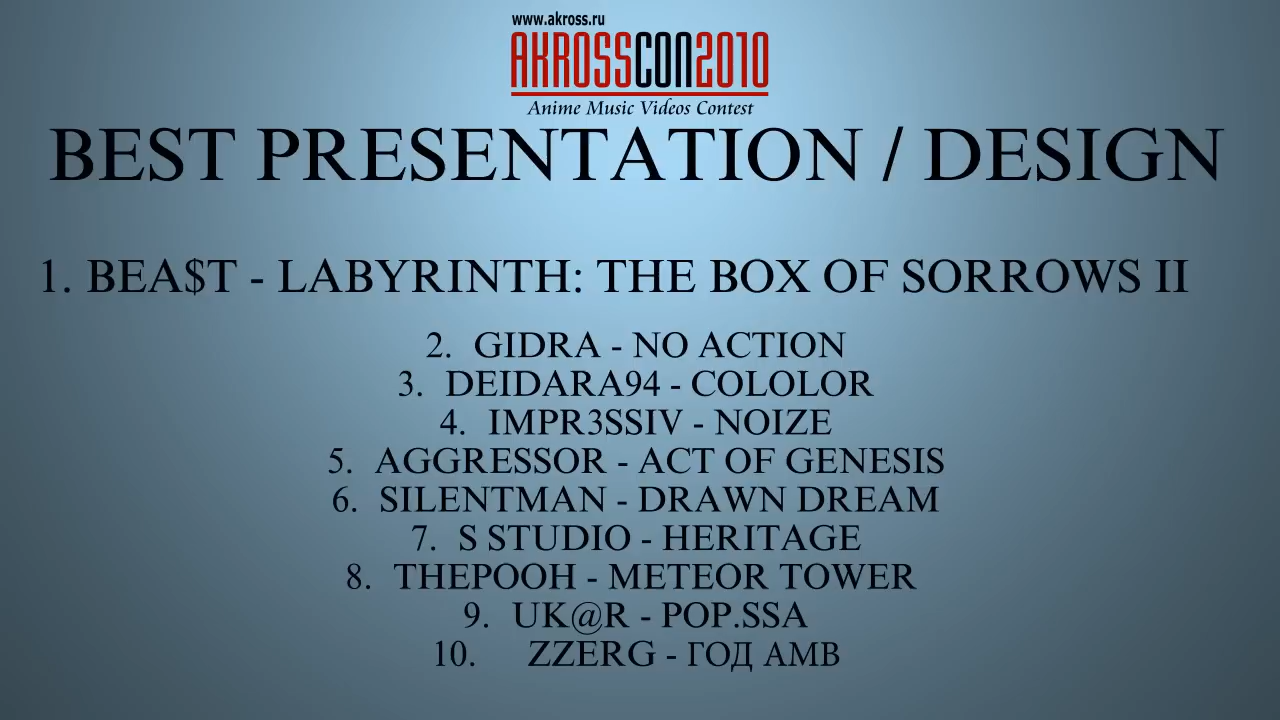 www.akross.ru
AKROSSCON2010
Anime Music Videos Contest
BEST PRESENTATION / DESIGN
1. BEA$T - LABYRINTH: THE BOX OF SORROWS II
2. GIDRA - NO ACTION
3. DEIDARA94 - COLOLOR
4. IMPR3SSIV - NOIZE
5. AGGRESSOR - ACT OF GENESIS
6. SILENTMAN - DRAWN DREAM
7. S STUDIO - HERITAGE
8. THEPOOH - METEOR TOWER
9. UK@R - POP.SSA
10. ZZERG - ГОД АМВ